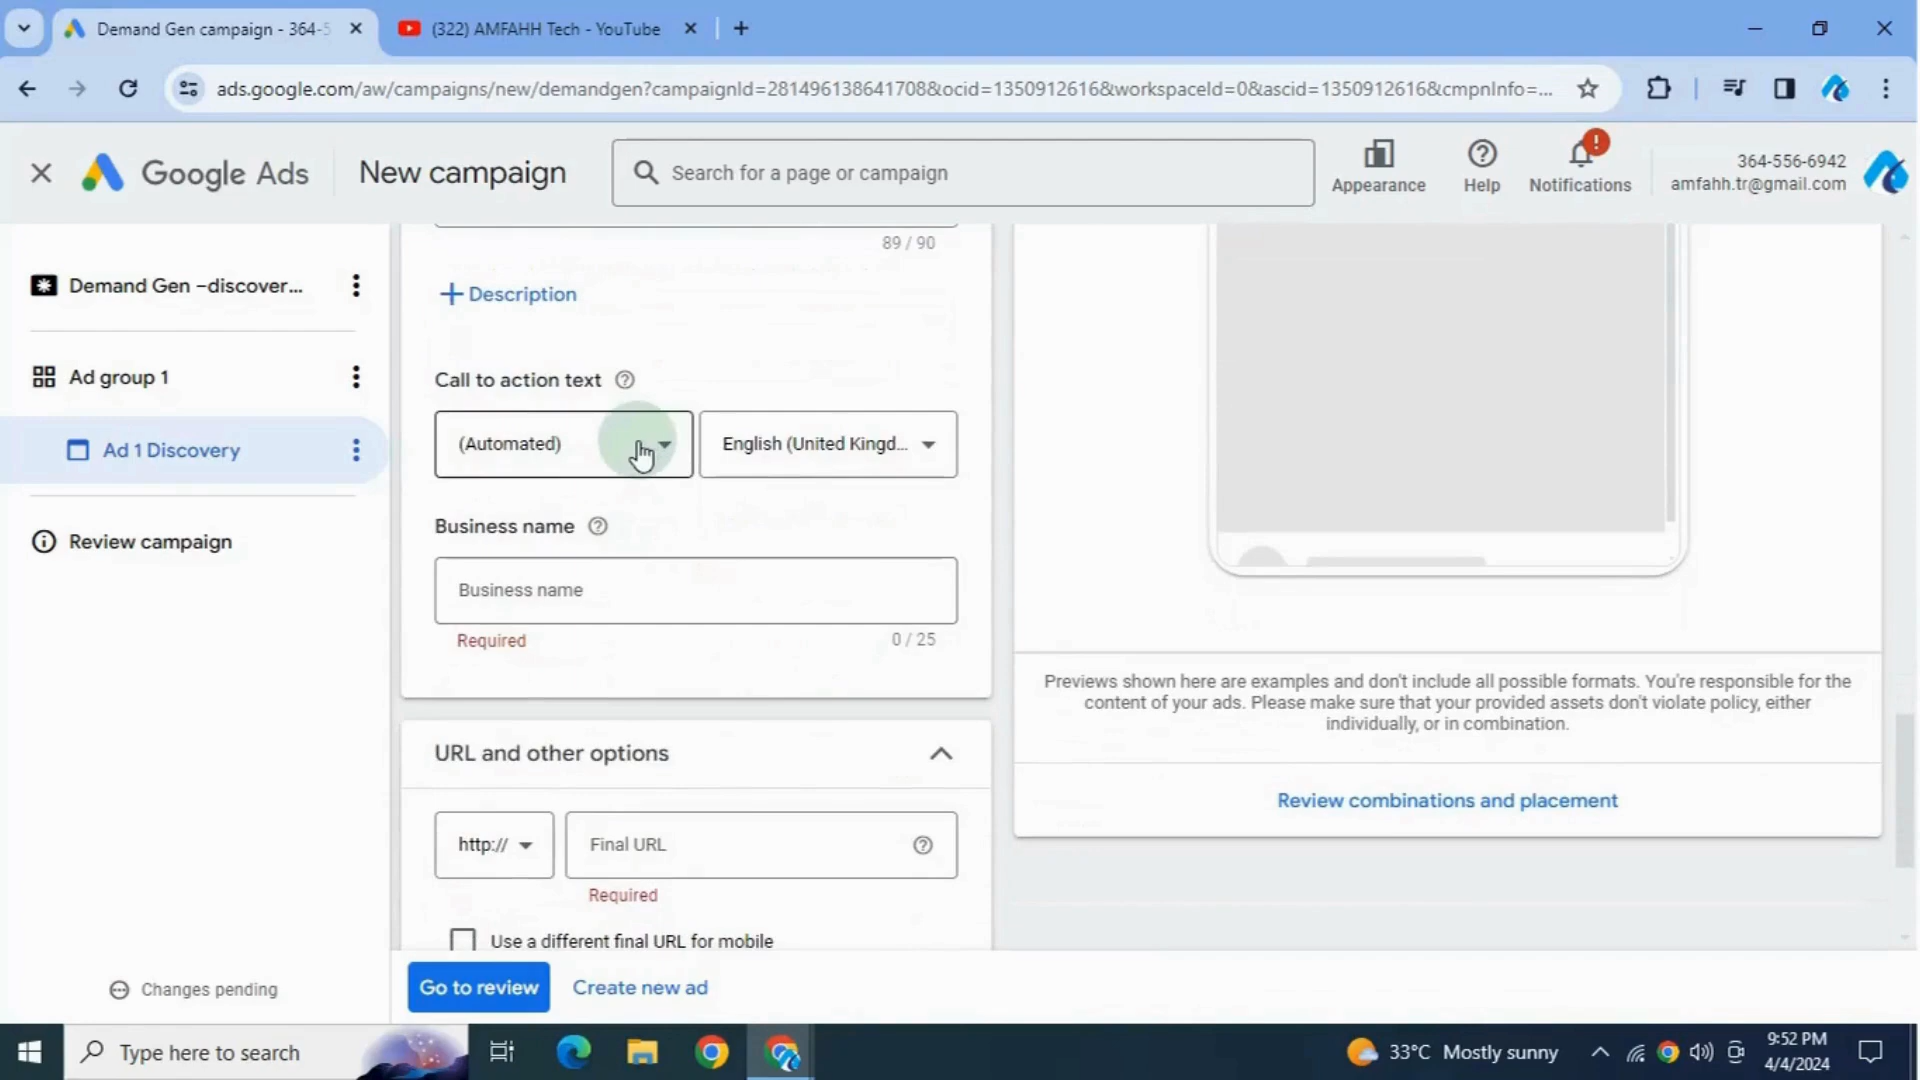 Demand Gen campaign - 364-5
(322) AMFAHH Tech - YouTube
ads.google.com/aw/campaigns/new/demandgen?campaignId=281496138641708&ocid=1350912616&workspaceId=0&ascid=1350912616&cmpnInfo=...
Google Ads
New campaign
Search for a page or campaign
Appearance
Help
Notifications
364-556-6942
amfahh.tr@gmail.com
Demand Gen –discover...
Ad group 1
Ad 1 Discovery
Review campaign
Changes pending
89 / 90
+ Description
Call to action text
(Automated)
English (United Kingd...
Business name
Business name
Required
0 / 25
URL and other options
http://
Final URL
Required
Use a different final URL for mobile
Go to review
Create new ad
Previews shown here are examples and don't include all possible formats. You're responsible for the
content of your ads. Please make sure that your provided assets don't violate policy, either
individually, or in combination.
Review combinations and placement
Type here to search
33°C Mostly sunny
9:52 PM
4/4/2024